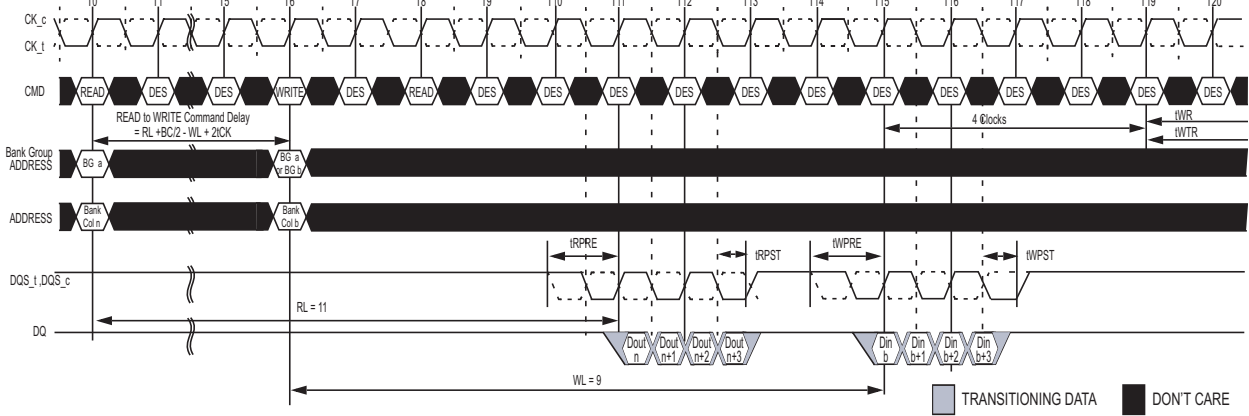 T0 T1 T5 T6 T7 T8 T9 T10 T11 T12 T13 T14 T15 T16 T17 T18 T19 T20
CK_c
CK_t
CMD READ DES DES WRITE DES READ DES DES DES DES DES DES DES DES DES DES DES DES
READ to WRITE Command Delay
= RL +BC/2 - WL + 2tCK
4 Clocks
tWR
tWTR
Bank Group
ADDRESS
BG a
BG a
or BG b
ADDRESS
Bank
Col n
Bank
Col b
tRPRE
tRPST
tWPRE
tWPST
DQS_t ,DQS_c
RL = 11
DQ
Dout
n
Dout
n+1
Dout
n+2
Dout
n+3
Din
b
Din
b+1
Din
b+2
Din
b+3
WL = 9
TRANSITIONING DATA
DON'T CARE